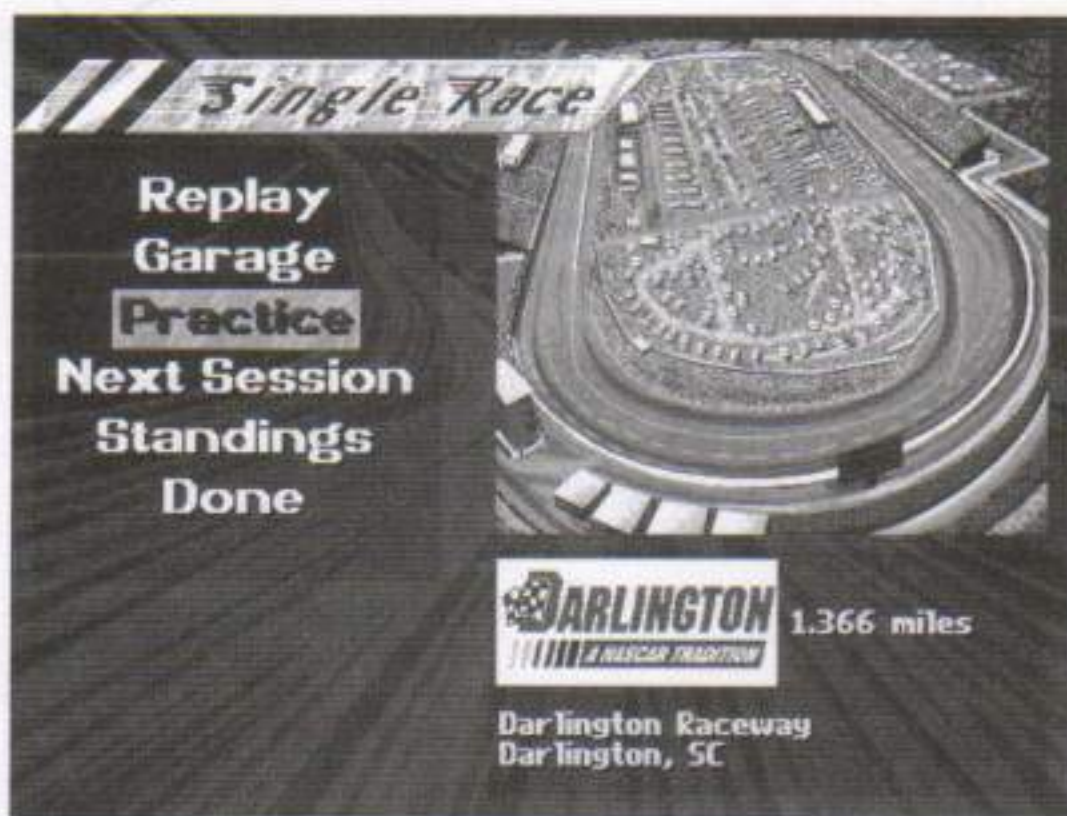 Single Race
Replay
Garage
Practice
Next Session
Standings
Done
DARLINGTON
A NASCAR TRADITION
1.366 miles
Darlington Raceway
Darlington, SC